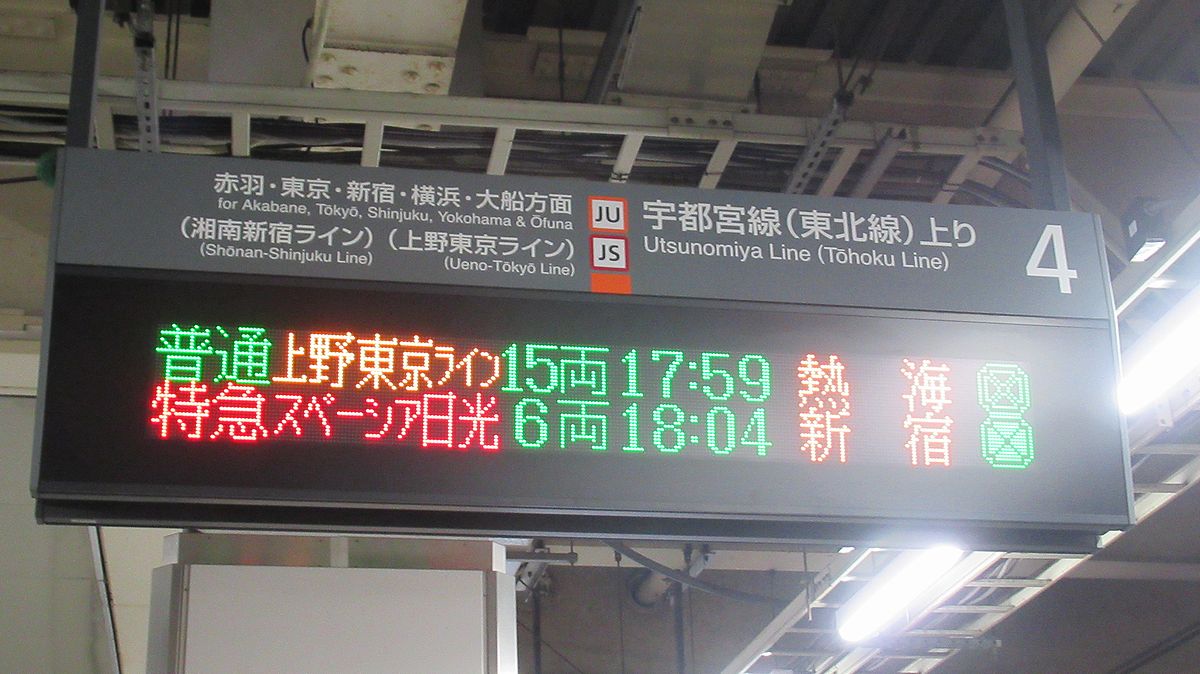 赤羽・東京・新宿・横浜・大船方面
for Akabane, Tōkyō, Shinjuku, Yokohama & Ōfuna
(湘南新宿ライン) (上野東京ライン)
(Shōnan-Shinjuku Line) (Ueno-Tōkyō Line)
JU
JS
宇都宮線(東北線)上り
Utsunomiya Line (Tōhoku Line)
4
普通 上野東京ライン 15両 17:59 熱海
特急 スペーシア日光 6両 18:04 新宿